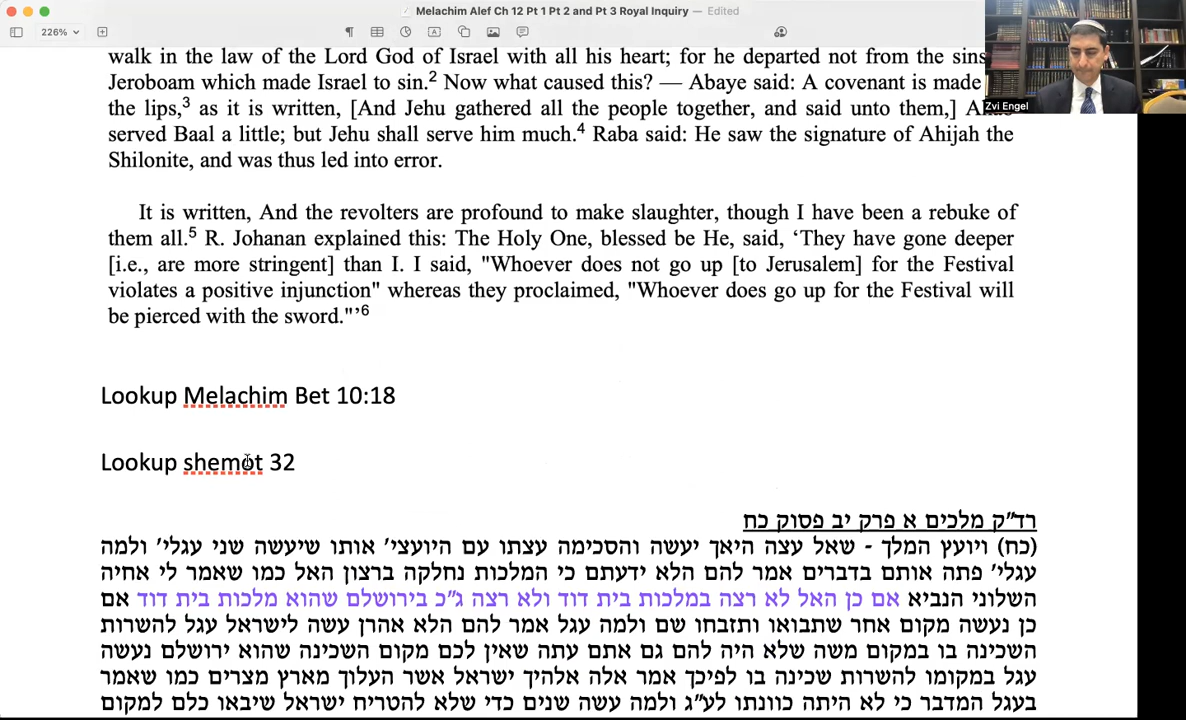 Melachim Alef Ch 12 Pt 1 Pt 2 and Pt 3 Royal Inquiry — Edited
226%
walk in the law of the Lord God of Israel with all his heart; for he departed not from the sins
Jeroboam which made Israel to sin.2 Now what caused this? — Abaye said: A covenant is made
the lips,3 as it is written, [And Jehu gathered all the people together, and said unto them,]
Zvi Engel
served Baal a little; but Jehu shall serve him much.4 Raba said: He saw the signature of Ahijah the
Shilonite, and was thus led into error.
It is written, And the revolters are profound to make slaughter, though I have been a rebuke of
them all.5 R. Johanan explained this: The Holy One, blessed be He, said, ‘They have gone deeper
[i.e., are more stringent] than I. I said, "Whoever does not go up [to Jerusalem] for the Festival
violates a positive injunction" whereas they proclaimed, "Whoever does go up for the Festival will
be pierced with the sword."’6
Lookup Melachim Bet 10:18
Lookup shemot 32
רד"ק מלכים א פרק יב פסוק כח
(כח) ויועץ המלך - שאל עצה היאך יעשה והסכימה עצתו עם היועצי' אותו שיעשה שני עגלי' ולמה
עגלי' פתה אותם בדברים אמר להם הלא ידעתם כי המלכות נחלקה ברצון האל כמו שאמר לי אחיה
השלוני הנביא אם כן האל לא רצה במלכות בית דוד ולא רצה ג"כ בירושלם שהוא מלכות בית דוד אם
כן נעשה מקום אחר שתבואו ותזבחו שם ולמה עגל אמר להם הלא אהרן עשה לישראל עגל להשרות
השכינה בו במקום משה שלא היה להם גם אתם עתה שאין לכם מקום השכינה שהוא ירושלם נעשה
עגל במקומו להשרות שכינה בו לפיכך אמר אלה אלהיך ישראל אשר העלוך מארץ מצרים כמו שאמר
בעגל המדבר כי לא היתה כוונתו לע"ג ולמה עשה שנים כדי שלא להטריח ישראל שיבאו כלם למקום